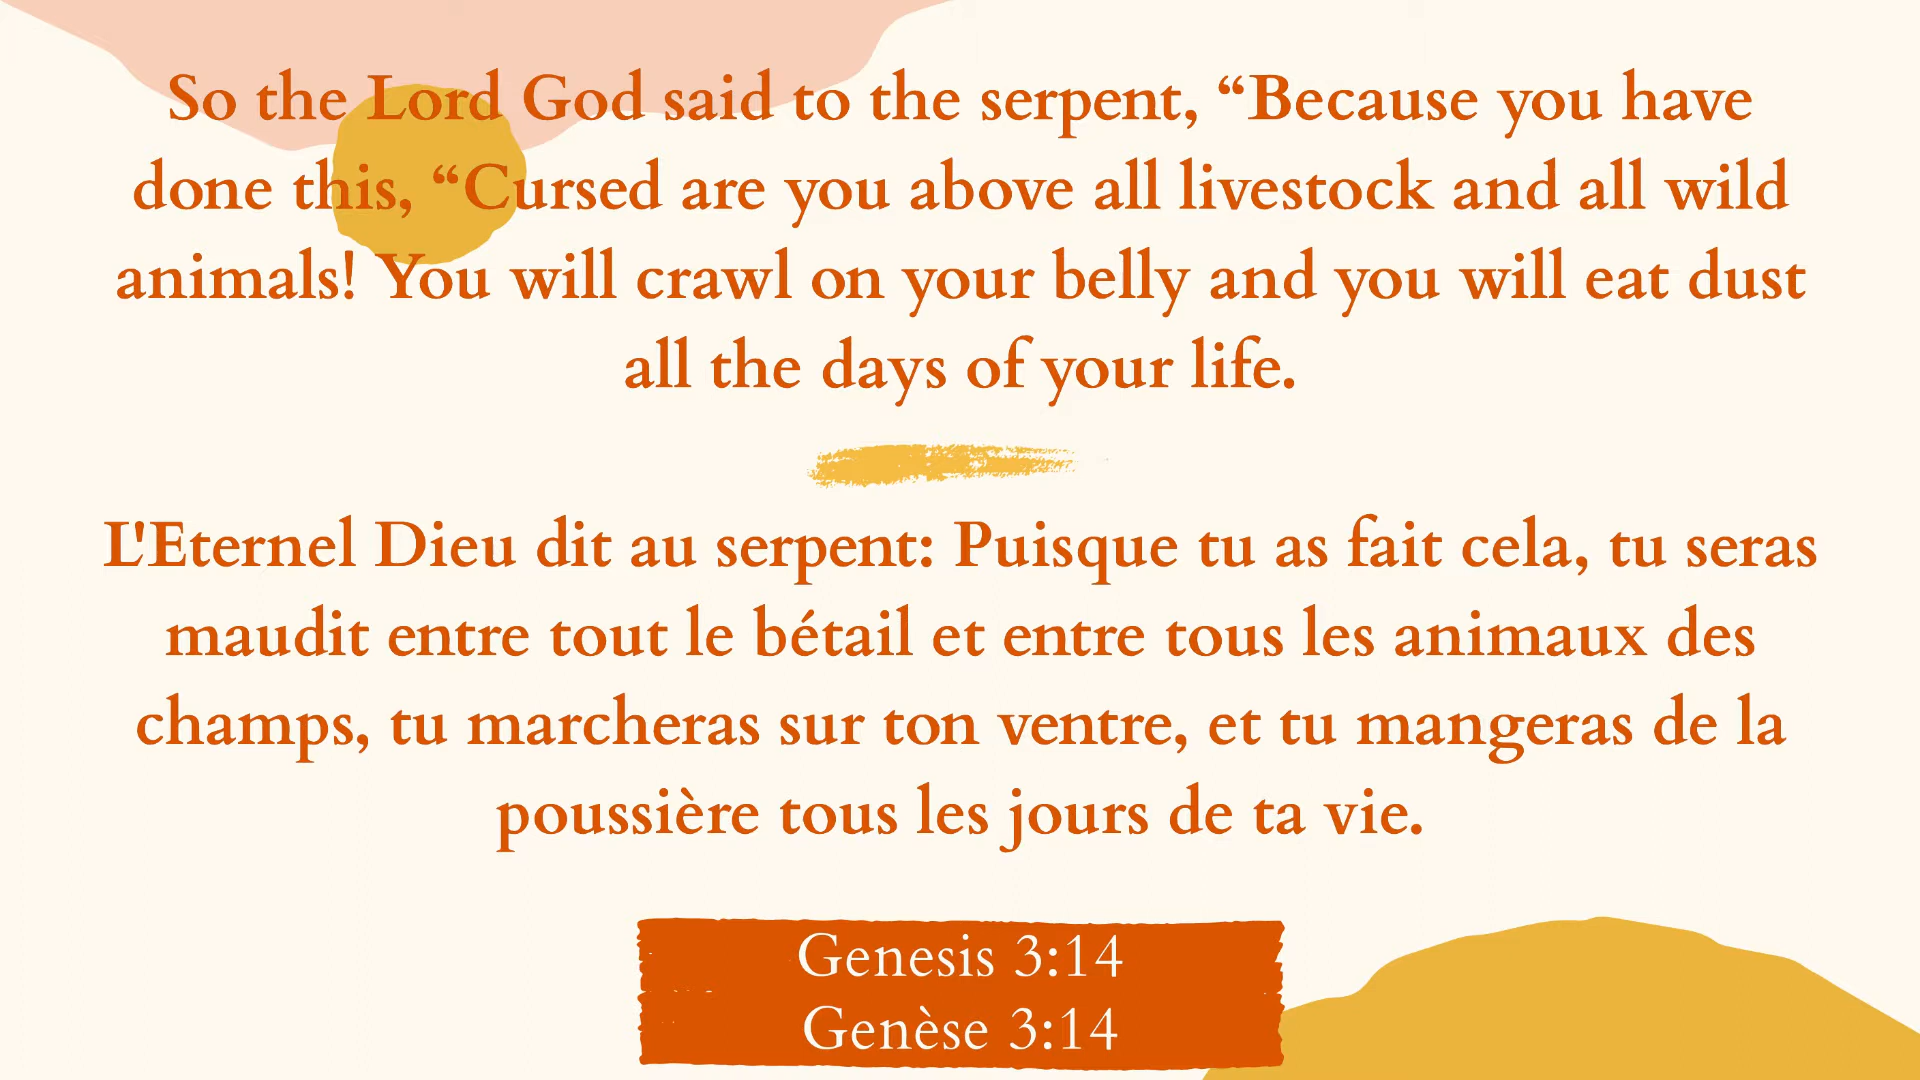 So the Lord God said to the serpent, “Because you have
done this, “Cursed are you above all livestock and all wild
animals! You will crawl on your belly and you will eat dust
all the days of your life.
L'Eternel Dieu dit au serpent: Puisque tu as fait cela, tu seras
maudit entre tout le bétail et entre tous les animaux des
champs, tu marcheras sur ton ventre, et tu mangeras de la
poussière tous les jours de ta vie.
Genesis 3:14
Genèse 3:14